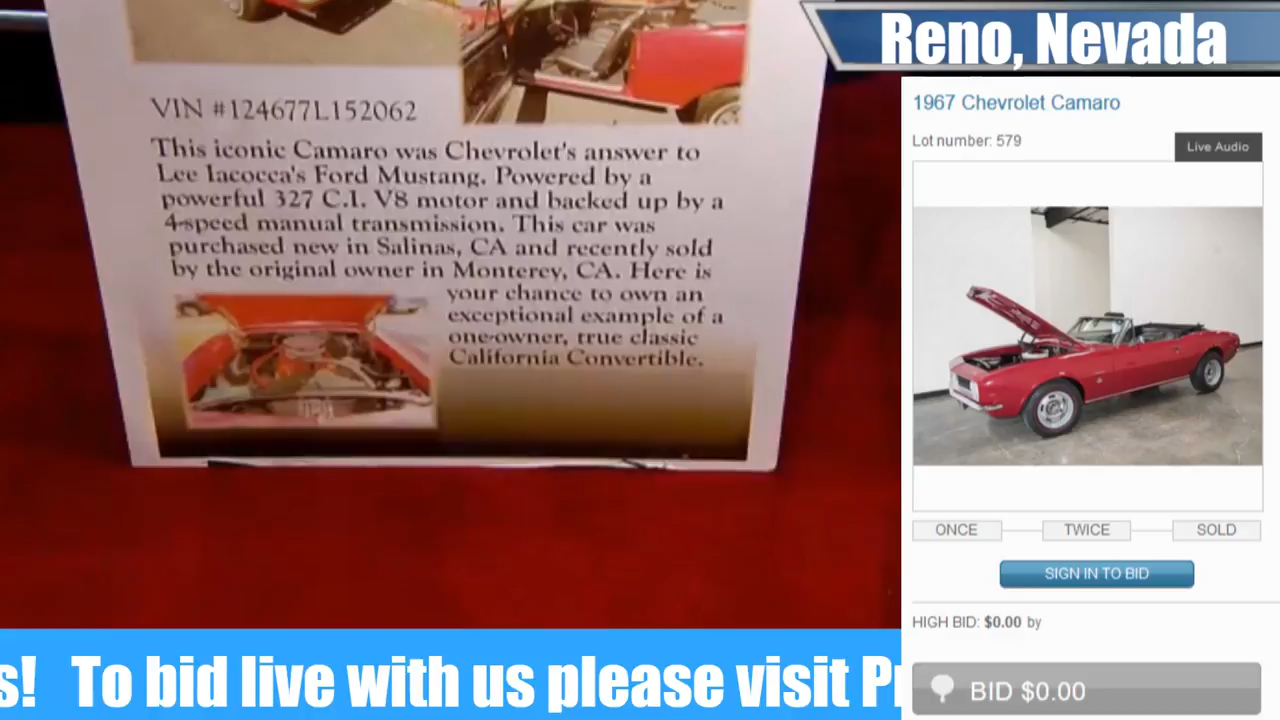 Reno, Nevada
VIN #124677L152062
This iconic Camaro was Chevrolet's answer to
Lee Iacocca's Ford Mustang. Powered by a
powerful 327 C.I. V8 motor and backed up by a
4-speed manual transmission. This car was
purchased new in Salinas, CA and recently sold
by the original owner in Monterey, CA. Here is
your chance to own an
exceptional example of a
one-owner, true classic
California Convertible.
1967 Chevrolet Camaro
Lot number: 579
Live Audio
ONCE TWICE SOLD
SIGN IN TO BID
HIGH BID: $0.00 by
BID $0.00
s! To bid live with us please visit Pr